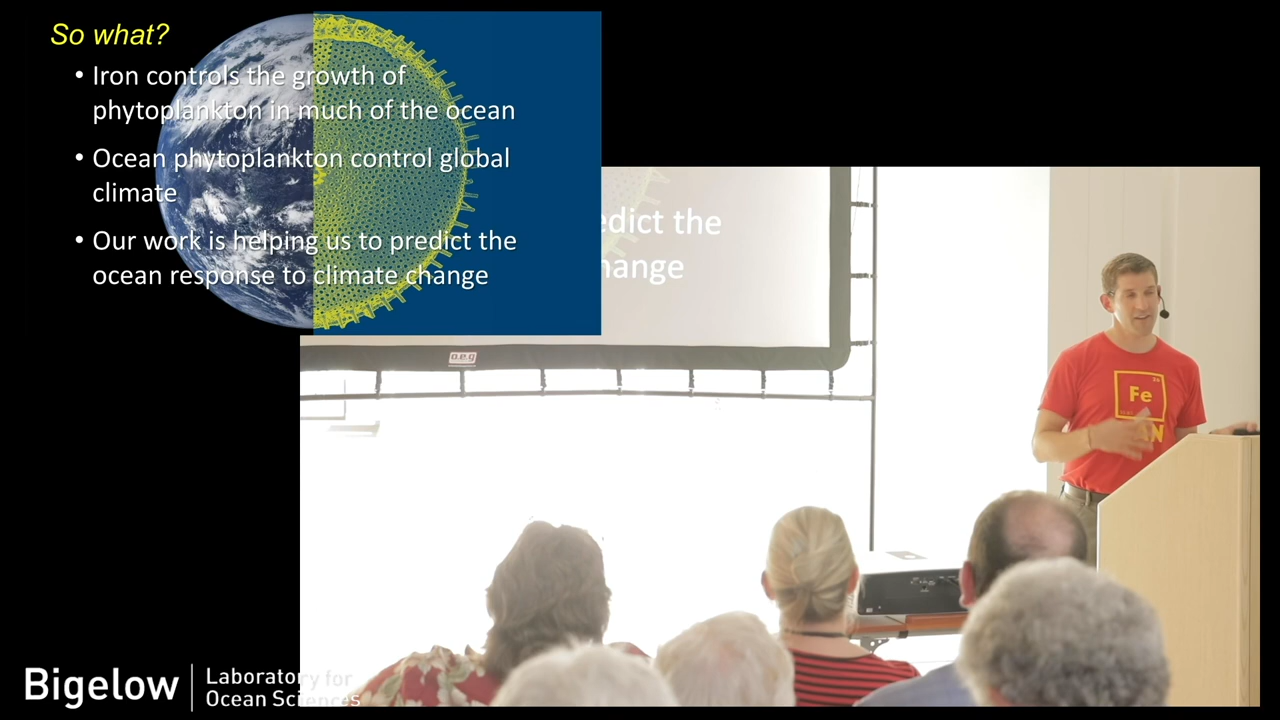 So what?
• Iron controls the growth of
phytoplankton in much of the ocean
• Ocean phytoplankton control global
climate
• Our work is helping us to predict the
ocean response to climate change
edict the
hange
o.e.g
Fe
N
Bigelow
Laboratory for
Ocean Sciences